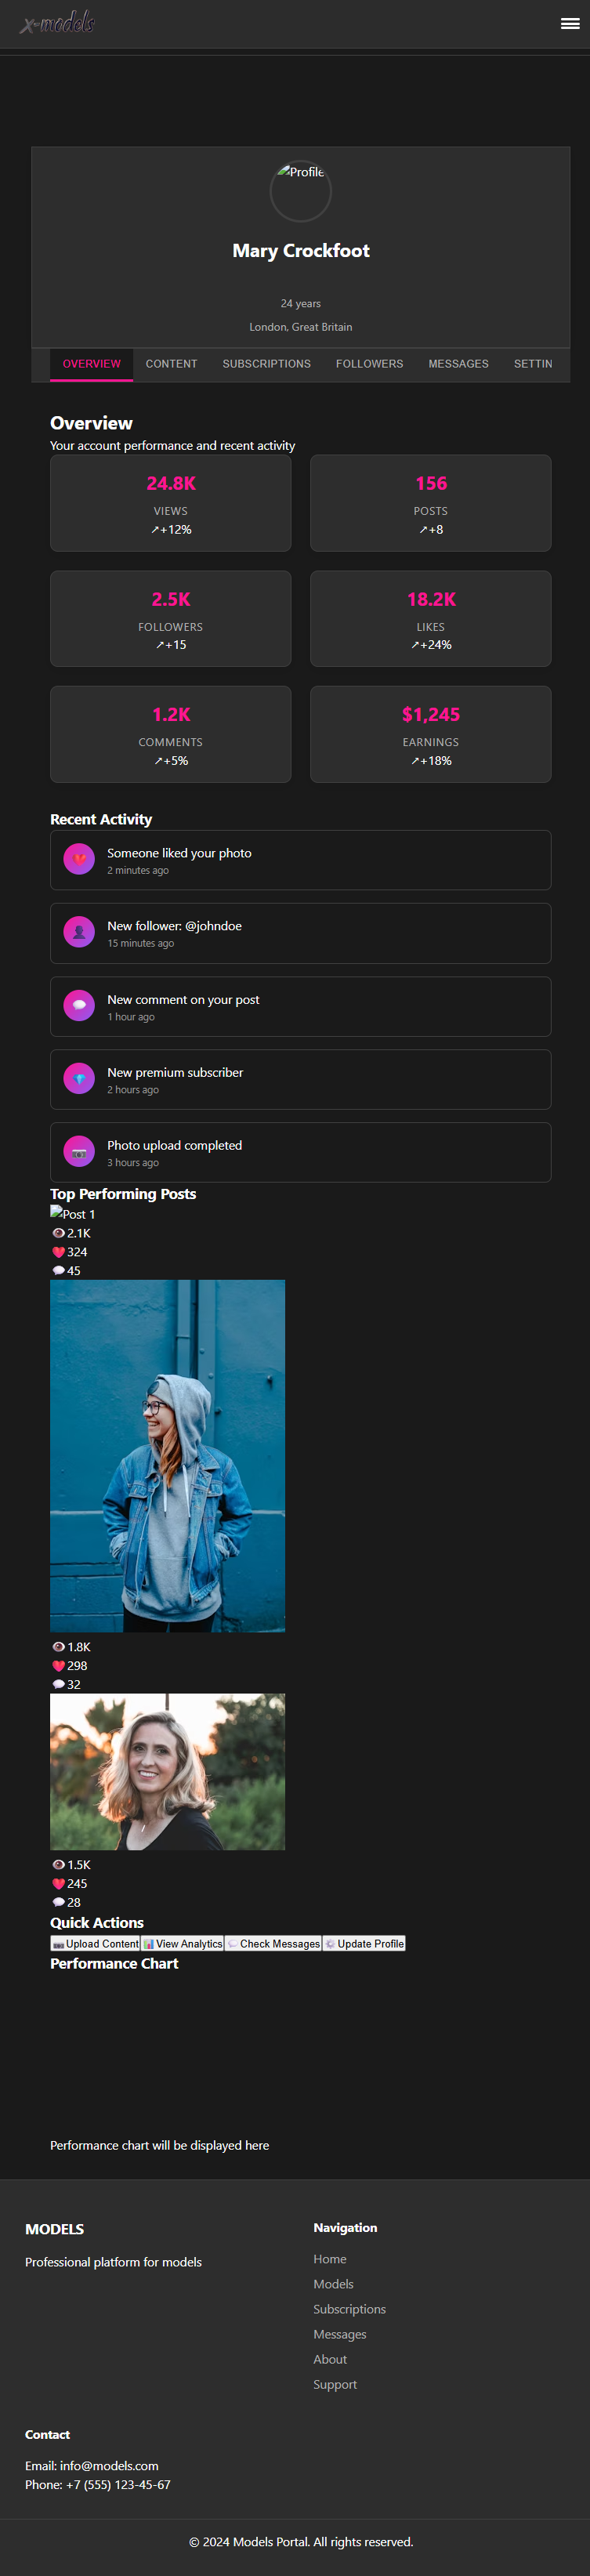 x-models
Profile
Mary Crockfoot
24 years
London, Great Britain
OVERVIEW CONTENT SUBSCRIPTIONS FOLLOWERS MESSAGES SETTIN
Overview
Your account performance and recent activity
24.8K 156
VIEWS POSTS
↗+12% ↗+8
2.5K 18.2K
FOLLOWERS LIKES
↗+15 ↗+24%
1.2K $1,245
COMMENTS EARNINGS
↗+5% ↗+18%
Recent Activity
Someone liked your photo
2 minutes ago
New follower: @johndoe
15 minutes ago
New comment on your post
1 hour ago
New premium subscriber
2 hours ago
Photo upload completed
3 hours ago
Top Performing Posts
Post 1
2.1K
324
45
1.8K
298
32
1.5K
245
28
Quick Actions
Upload Content View Analytics Check Messages Update Profile
Performance Chart
Performance chart will be displayed here
MODELS
Professional platform for models
Navigation
Home
Models
Subscriptions
Messages
About
Support
Contact
Email: info@models.com
Phone: +7 (555) 123-45-67
© 2024 Models Portal. All rights reserved.